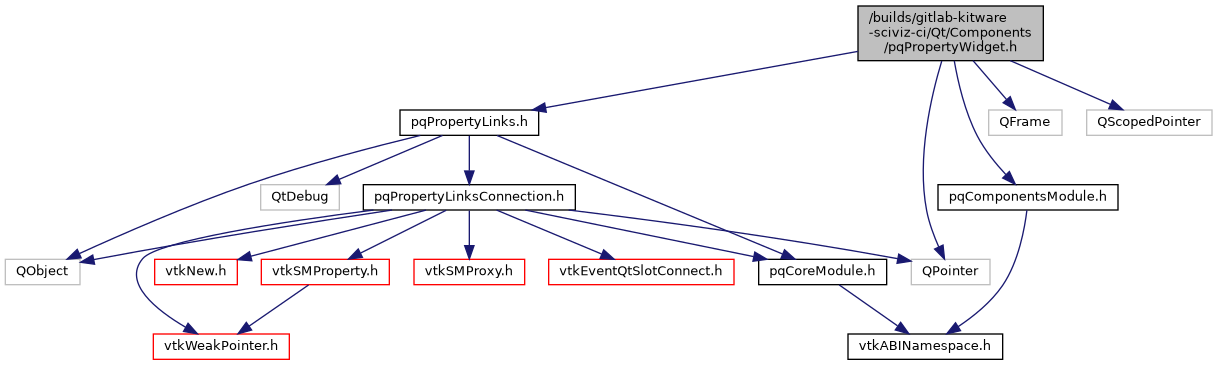 /builds/gitlab-kitware
-sciviz-ci/Qt/Components
/pqPropertyWidget.h
pqPropertyLinks.h
QFrame
QScopedPointer
QtDebug
pqPropertyLinksConnection.h
pqComponentsModule.h
QObject
vtkNew.h
vtkSMProperty.h
vtkSMProxy.h
vtkEventQtSlotConnect.h
pqCoreModule.h
QPointer
vtkWeakPointer.h
vtkABINamespace.h